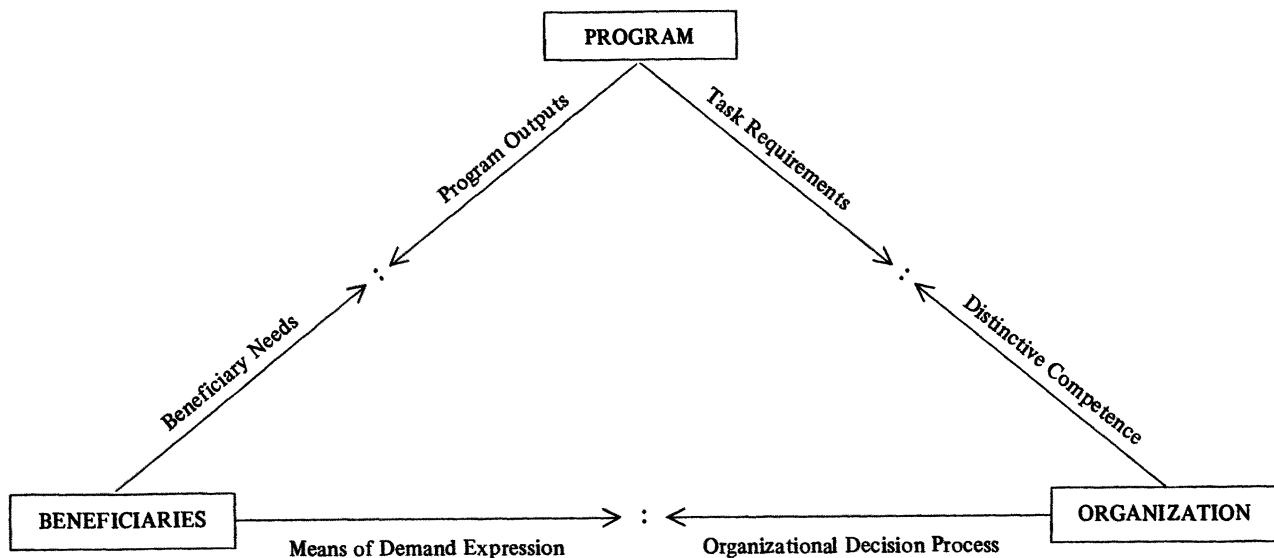 PROGRAM
Program Outputs
Task Requirements
:
:
Beneficiary Needs
Distinctive Competence
BENEFICIARIES
:
ORGANIZATION
Means of Demand Expression
Organizational Decision Process